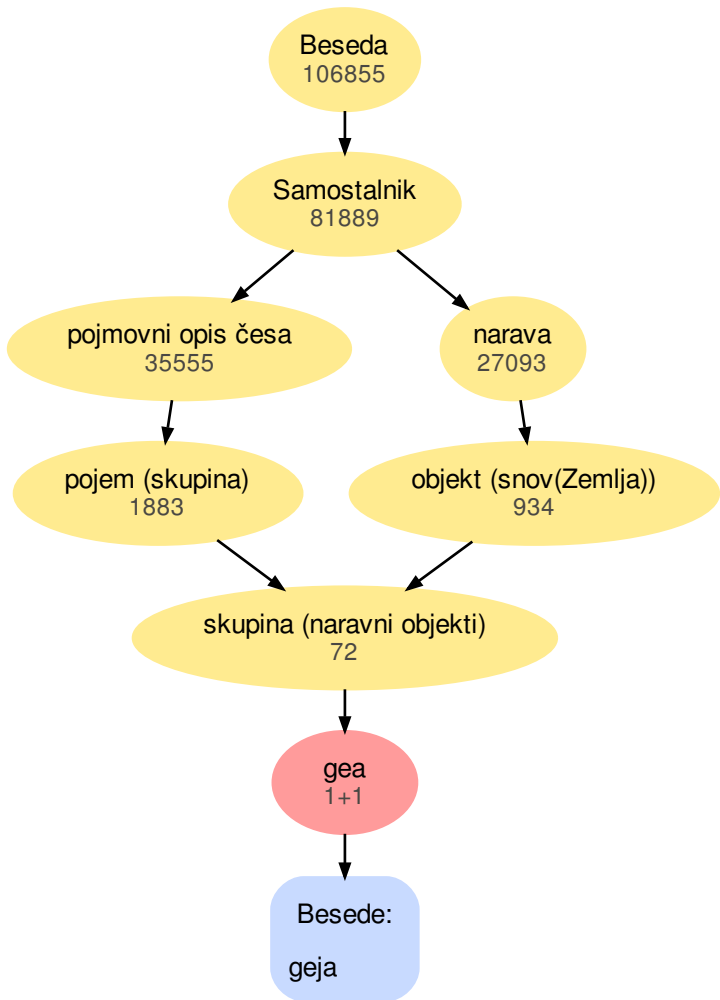 Beseda
106855
Samostalnik
81889
pojmovni opis česa
35555
narava
27093
pojem (skupina)
1883
objekt (snov(Zemlja))
934
skupina (naravni objekti)
72
gea
1+1
Besede:
geja